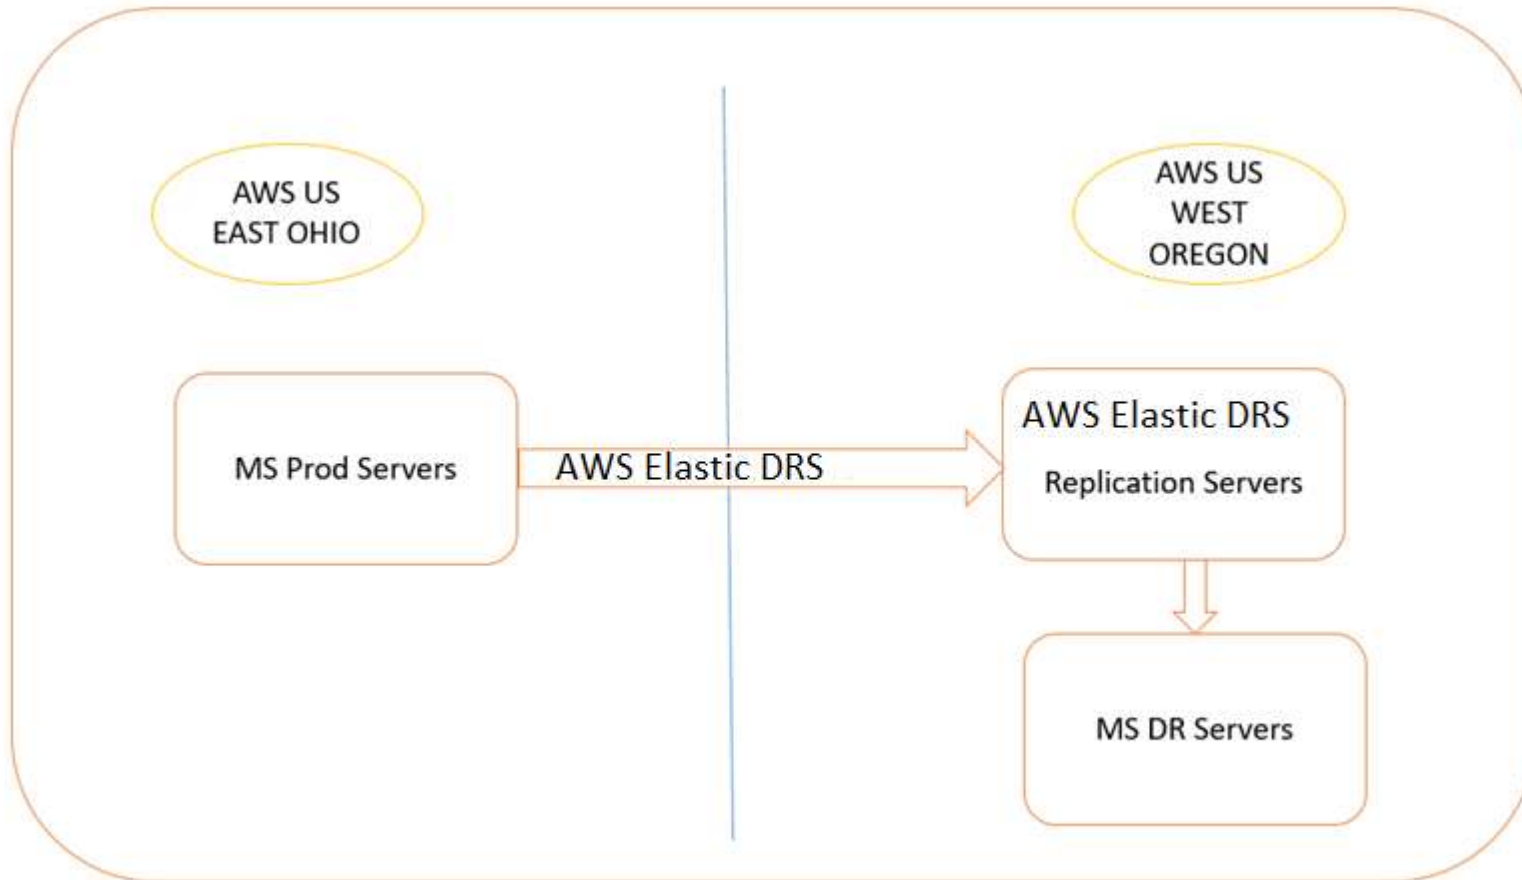 AWS US
EAST OHIO
AWS US
WEST
OREGON
MS Prod Servers
AWS Elastic DRS
AWS Elastic DRS
Replication Servers
MS DR Servers